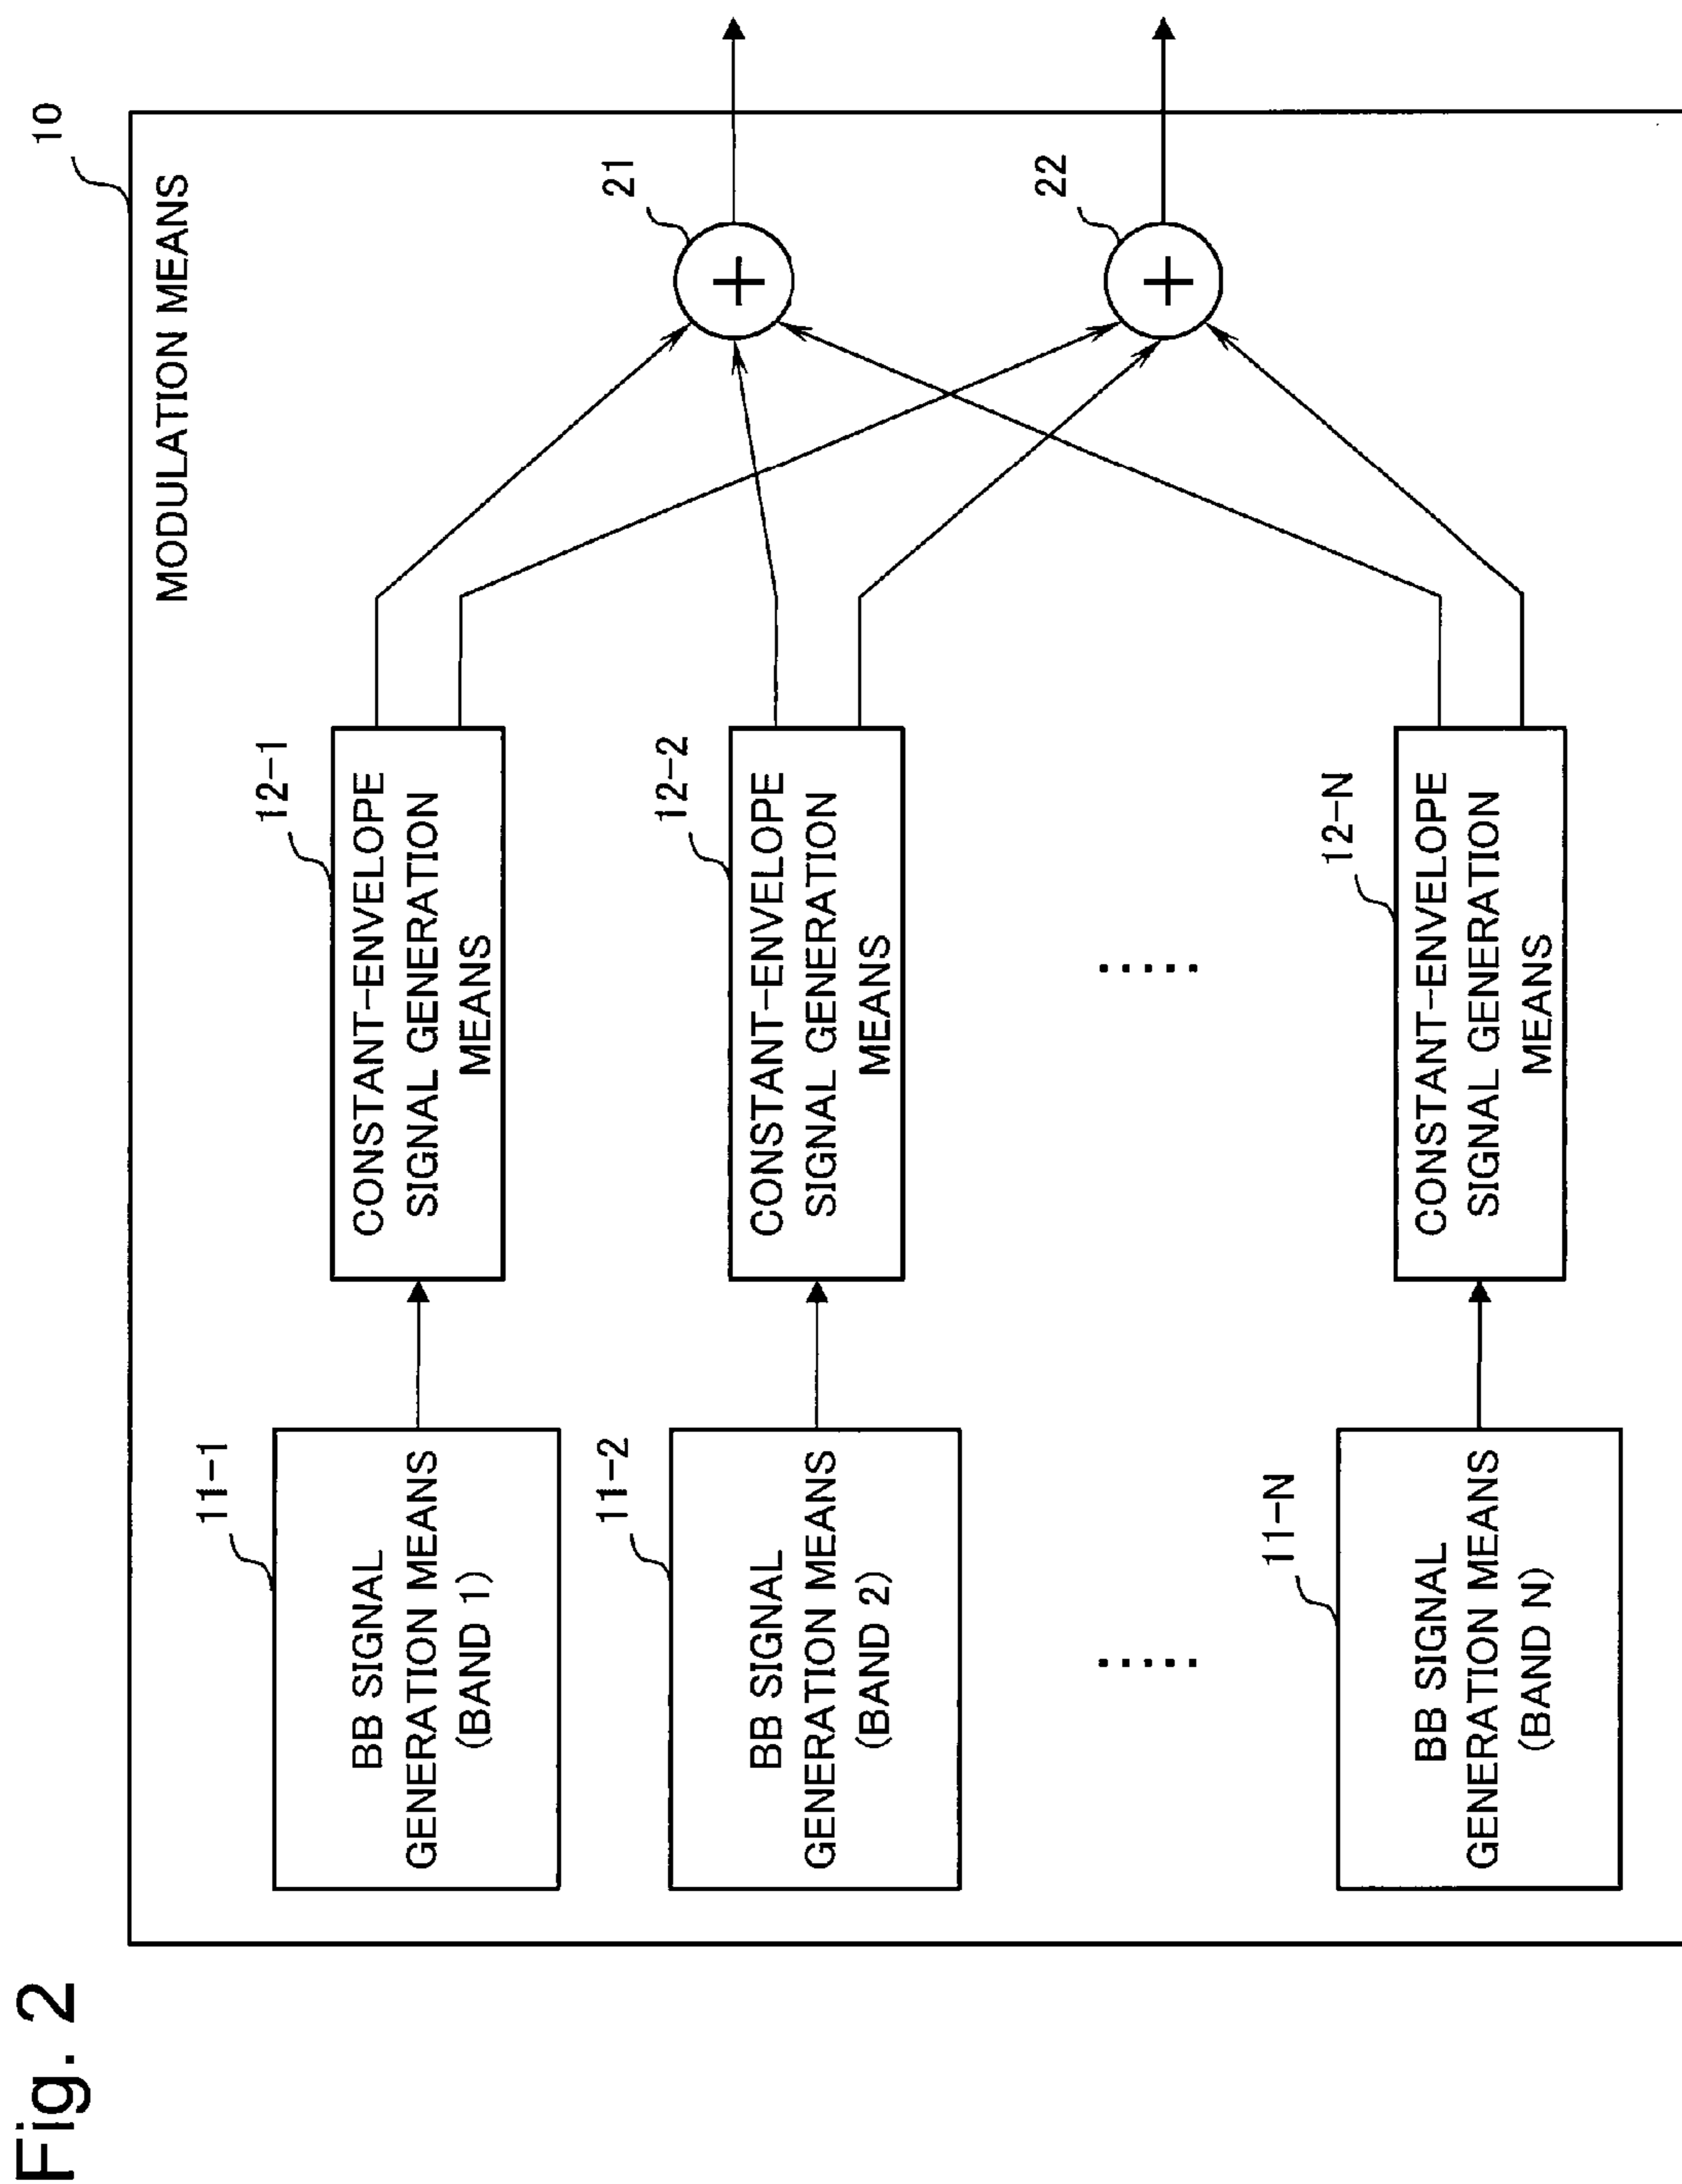 Fig. 2
10
MODULATION MEANS
11-1
BB SIGNAL
GENERATION MEANS
(BAND 1)
12-1
CONSTANT-ENVELOPE
SIGNAL GENERATION
MEANS
21
+
11-2
BB SIGNAL
GENERATION MEANS
(BAND 2)
12-2
CONSTANT-ENVELOPE
SIGNAL GENERATION
MEANS
22
+
.....
.....
11-N
BB SIGNAL
GENERATION MEANS
(BAND N)
12-N
CONSTANT-ENVELOPE
SIGNAL GENERATION
MEANS